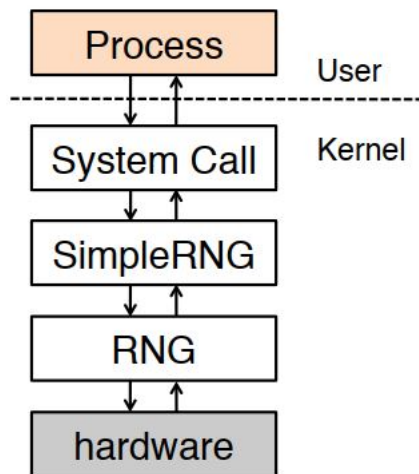 Process
User
Kernel
System Call
SimpleRNG
RNG
hardware